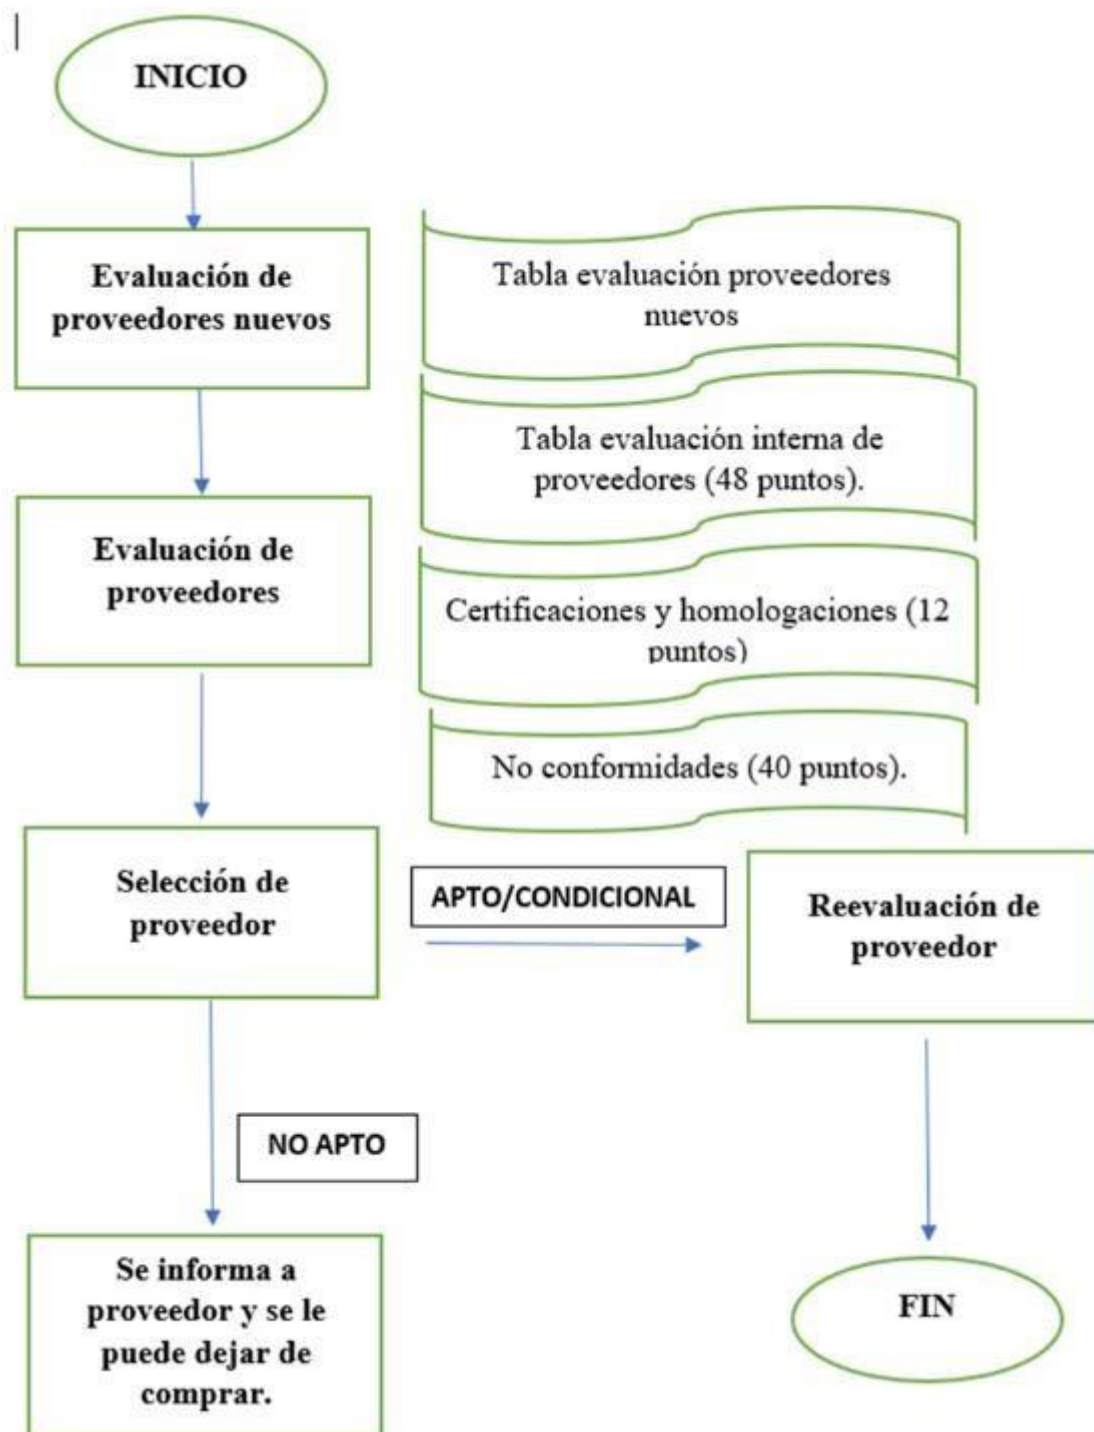 INICIO
Evaluación de
proveedores nuevos
Tabla evaluación proveedores
nuevos
Tabla evaluación interna de
proveedores (48 puntos).
Evaluación de
proveedores
Certificaciones y homologaciones (12
puntos)
No conformidades (40 puntos).
Selección de
proveedor
APTO/CONDICIONAL
Reevaluación de
proveedor
NO APTO
Se informa a
proveedor y se le
puede dejar de
comprar.
FIN